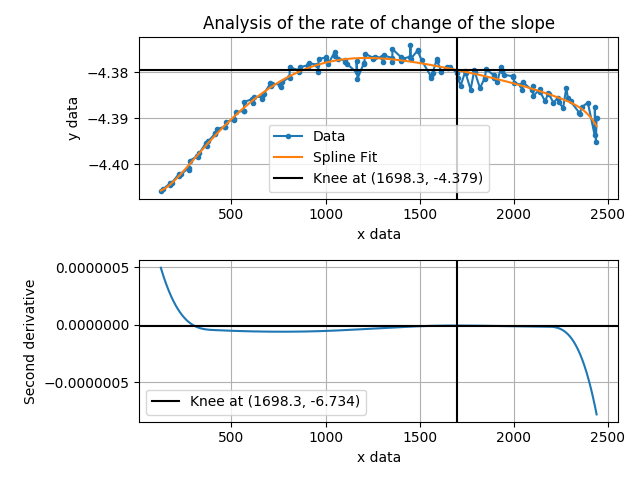 Analysis of the rate of change of the slope
y data
−4.38
−4.39
−4.40
Data
Spline Fit
Knee at (1698.3, -4.379)
500 1000 1500 2000 2500
x data
Second derivative
0.0000005
0.0000000
−0.0000005
Knee at (1698.3, -6.734)
500 1000 1500 2000 2500
x data